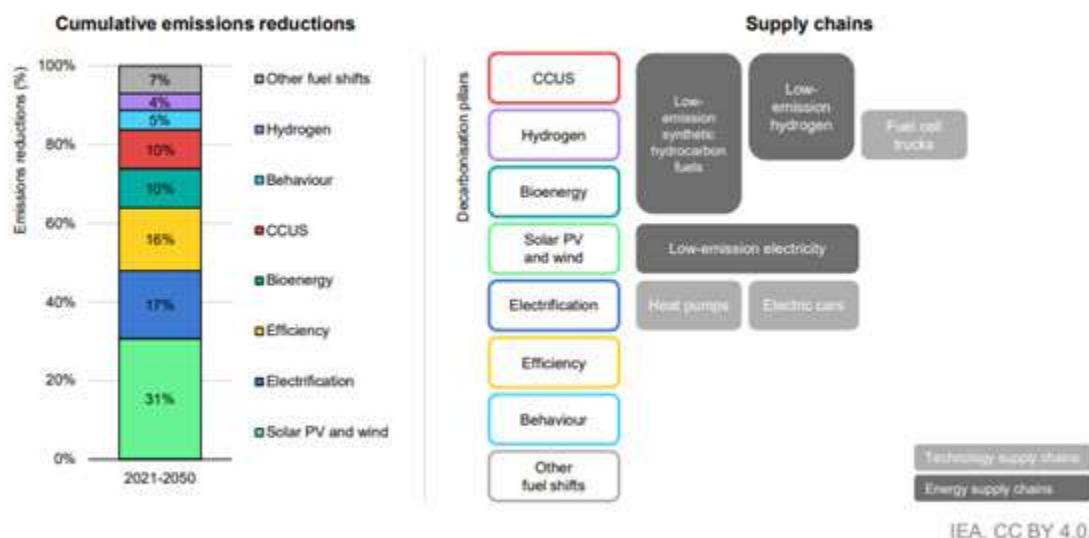 Cumulative emissions reductions
Emissions reductions (%)
100%
80%
60%
40%
20%
0%
7%
4%
5%
10%
10%
16%
17%
31%
2021-2050
Other fuel shifts
Hydrogen
Behaviour
CCUS
Bioenergy
Efficiency
Electrification
Solar PV and wind
Supply chains
Decarbonisation pillars
CCUS
Hydrogen
Bioenergy
Solar PV
and wind
Electrification
Efficiency
Behaviour
Other
fuel shifts
Low-
emission
synthetic
hydrocarbon
fuels
Low-
emission
hydrogen
Fuel cell
trucks
Low-emission electricity
Heat pumps
Electric cars
Technology supply chains
Energy supply chains
IEA. CC BY 4.0